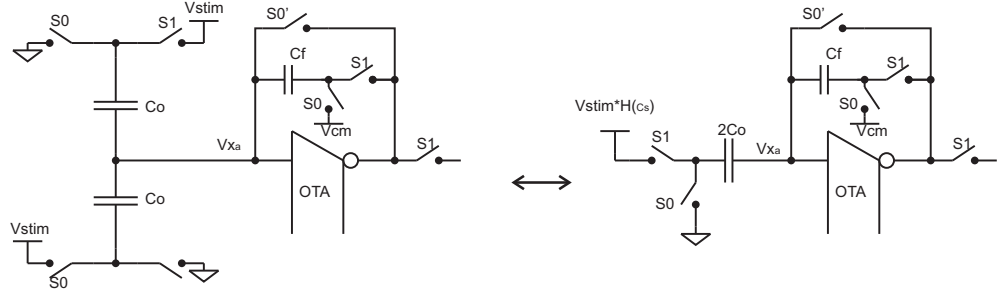 Vstim
S0
S1
Co
Co
Vstim
S0
S0'
Cf
S1
S0
Vcm
Vxa
OTA
S1
Vstim*H(Cs)
S1
S0
2Co
Vxa
S0'
Cf
S1
S0
Vcm
OTA
S1